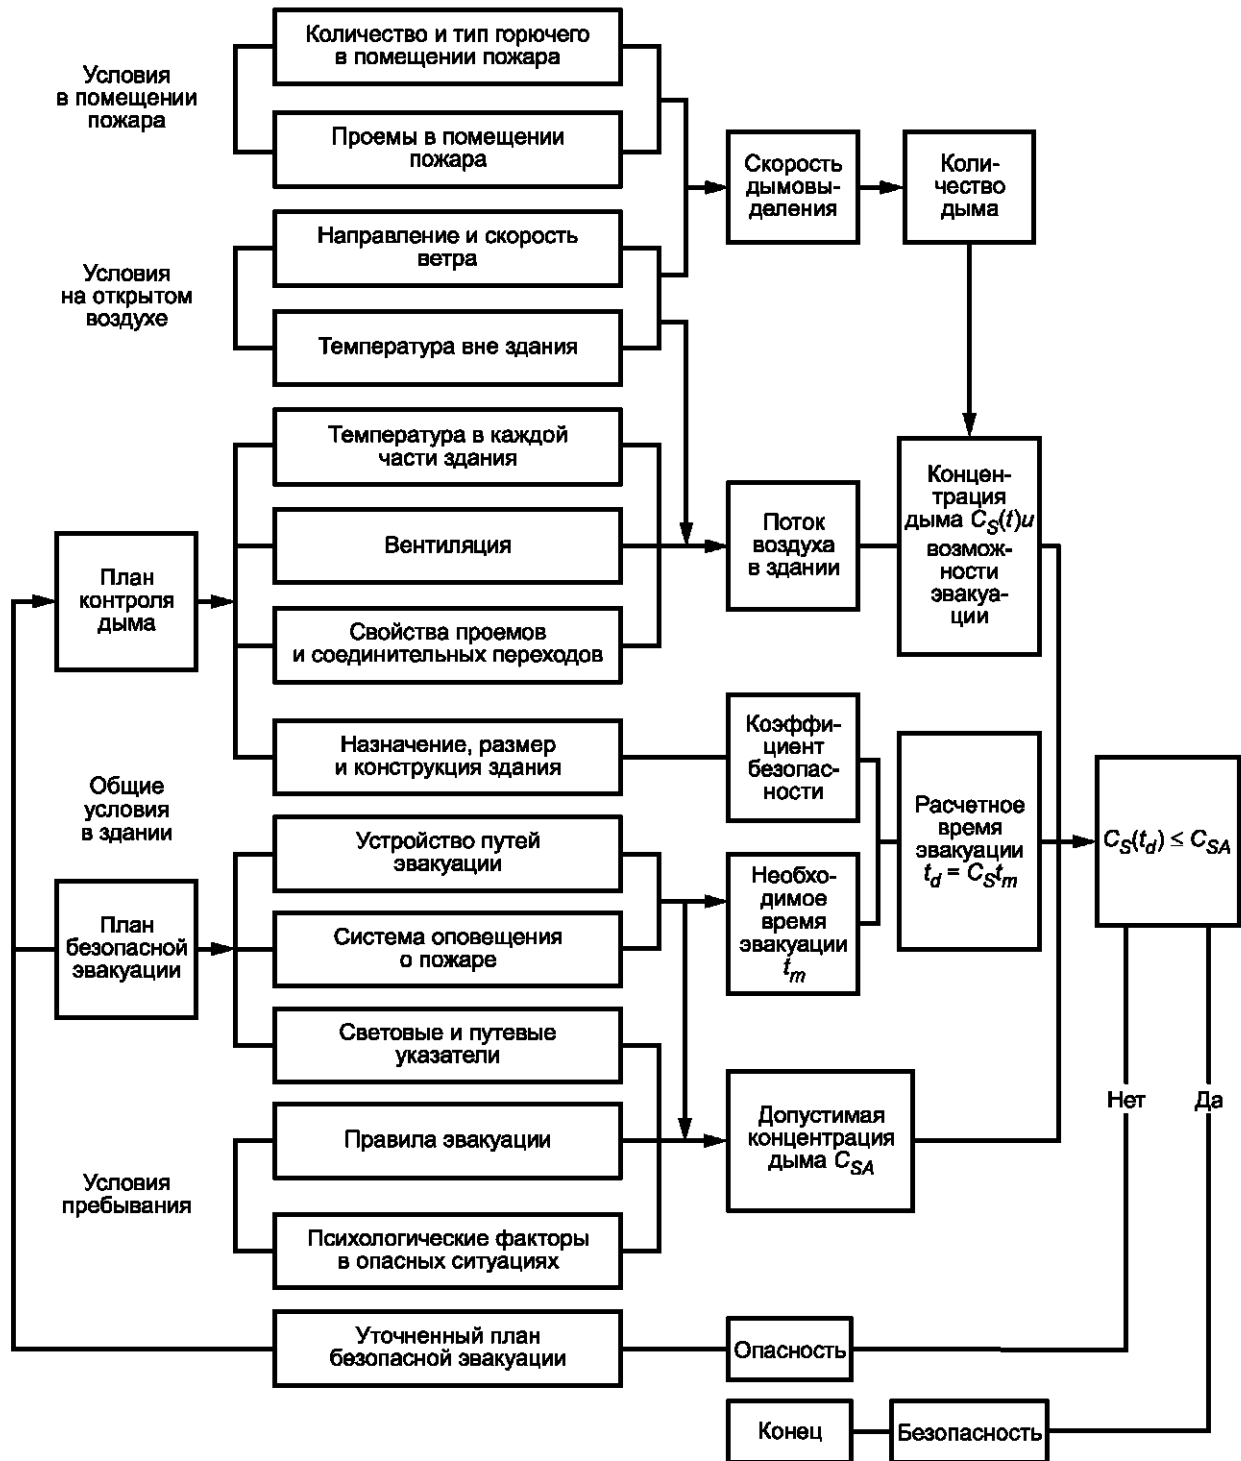 Количество и тип горючего
в помещении пожара
Условия
в помещении
пожара
Проемы в помещении
пожара
Скорость
дымовы-
деления
Коли-
чество
дыма
Направление и скорость
ветра
Условия
на открытом
воздухе
Температура вне здания
Температура в каждой
части здания
Концен-
трация
дыма C_S(t)u
возмож-
ности
эвакуа-
ции
Вентиляция
Поток
воздуха
в здании
План
контроля
дыма
Свойства проемов
и соединительных переходов
Назначение, размер
и конструкция здания
Коэффи-
циент
безопас-
ности
Общие
условия
в здании
Расчетное
время
эвакуации
t_d = C_S t_m
C_S(t_d) ≤ C_SA
Устройство путей
эвакуации
Необхо-
димое
время
эвакуации
t_m
План
безопасной
эвакуации
Система оповещения
о пожаре
Световые и путевые
указатели
Нет
Да
Правила эвакуации
Допустимая
концентрация
дыма C_SA
Условия
пребывания
Психологические факторы
в опасных ситуациях
Уточненный план
безопасной эвакуации
Опасность
Конец
Безопасность